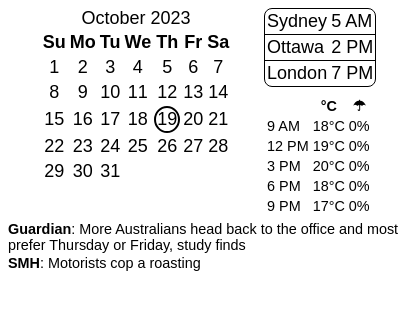 October 2023
Su Mo Tu We Th Fr Sa
1 2 3 4 5 6 7
8 9 10 11 12 13 14
15 16 17 18 19 20 21
22 23 24 25 26 27 28
29 30 31
Sydney 5 AM
Ottawa 2 PM
London 7 PM
°C ☂
9 AM 18°C 0%
12 PM 19°C 0%
3 PM 20°C 0%
6 PM 18°C 0%
9 PM 17°C 0%
Guardian: More Australians head back to the office and most
prefer Thursday or Friday, study finds
SMH: Motorists cop a roasting